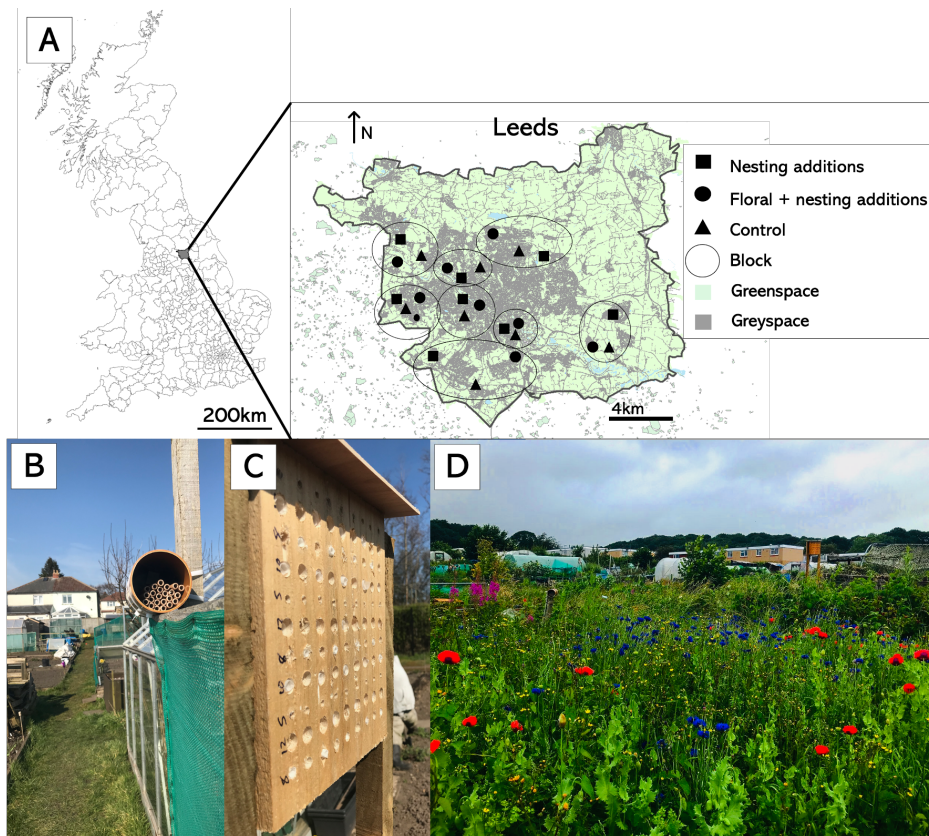 A
N
Leeds
Nesting additions
Floral + nesting additions
Control
Block
Greenspace
Greyspace
200km
4km
B
C
D